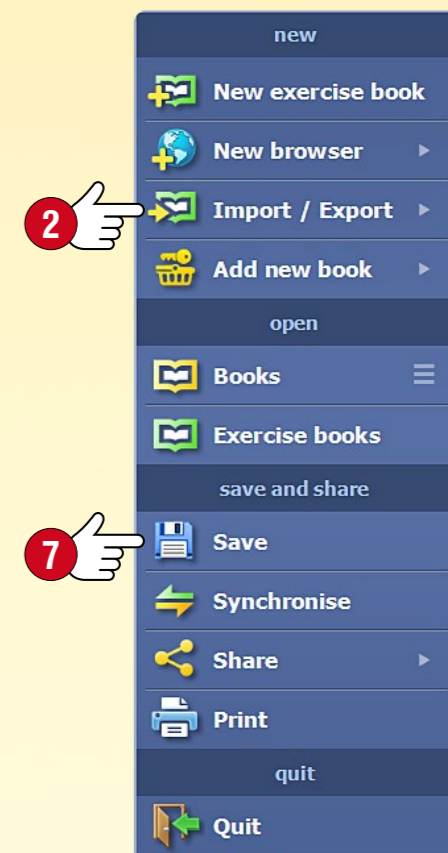 new
New exercise book
New browser
2
Import / Export
Add new book
open
Books
Exercise books
save and share
7
Save
Synchronise
Share
Print
quit
Quit